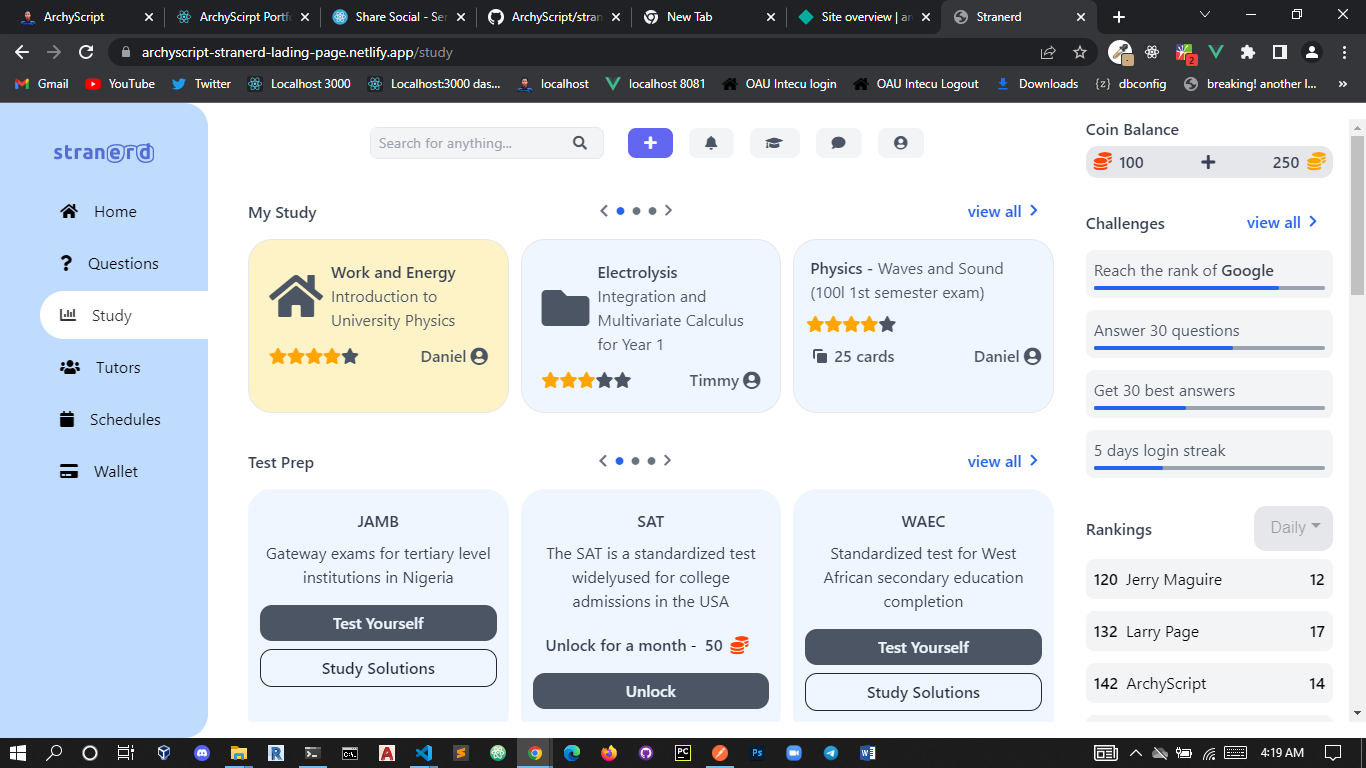 ArchyScript
ArchyScirpt Portfo
Share Social - Ser
ArchyScript/stran
New Tab
Site overview | ar
Stranerd
archyscript-stranerd-lading-page.netlify.app/study
2
Gmail
YouTube
Twitter
Localhost 3000
Localhost:3000 das...
localhost
localhost 8081
OAU Intecu login
OAU Intecu Logout
Downloads
dbconfig
breaking! another l...
stranerd
Search for anything...
Home
Questions
Study
Tutors
Schedules
Wallet
My Study
view all
Work and Energy
Introduction to
University Physics
Daniel
Electrolysis
Integration and
Multivariate Calculus
for Year 1
Timmy
Physics - Waves and Sound
(100l 1st semester exam)
25 cards
Daniel
Test Prep
view all
JAMB
Gateway exams for tertiary level
institutions in Nigeria
Test Yourself
Study Solutions
SAT
The SAT is a standardized test
widelyused for college
admissions in the USA
Unlock for a month - 50
Unlock
WAEC
Standardized test for West
African secondary education
completion
Test Yourself
Study Solutions
Coin Balance
100
250
Challenges
view all
Reach the rank of Google
Answer 30 questions
Get 30 best answers
5 days login streak
Rankings
Daily
120 Jerry Maguire 12
132 Larry Page 17
142 ArchyScript 14
4:19 AM